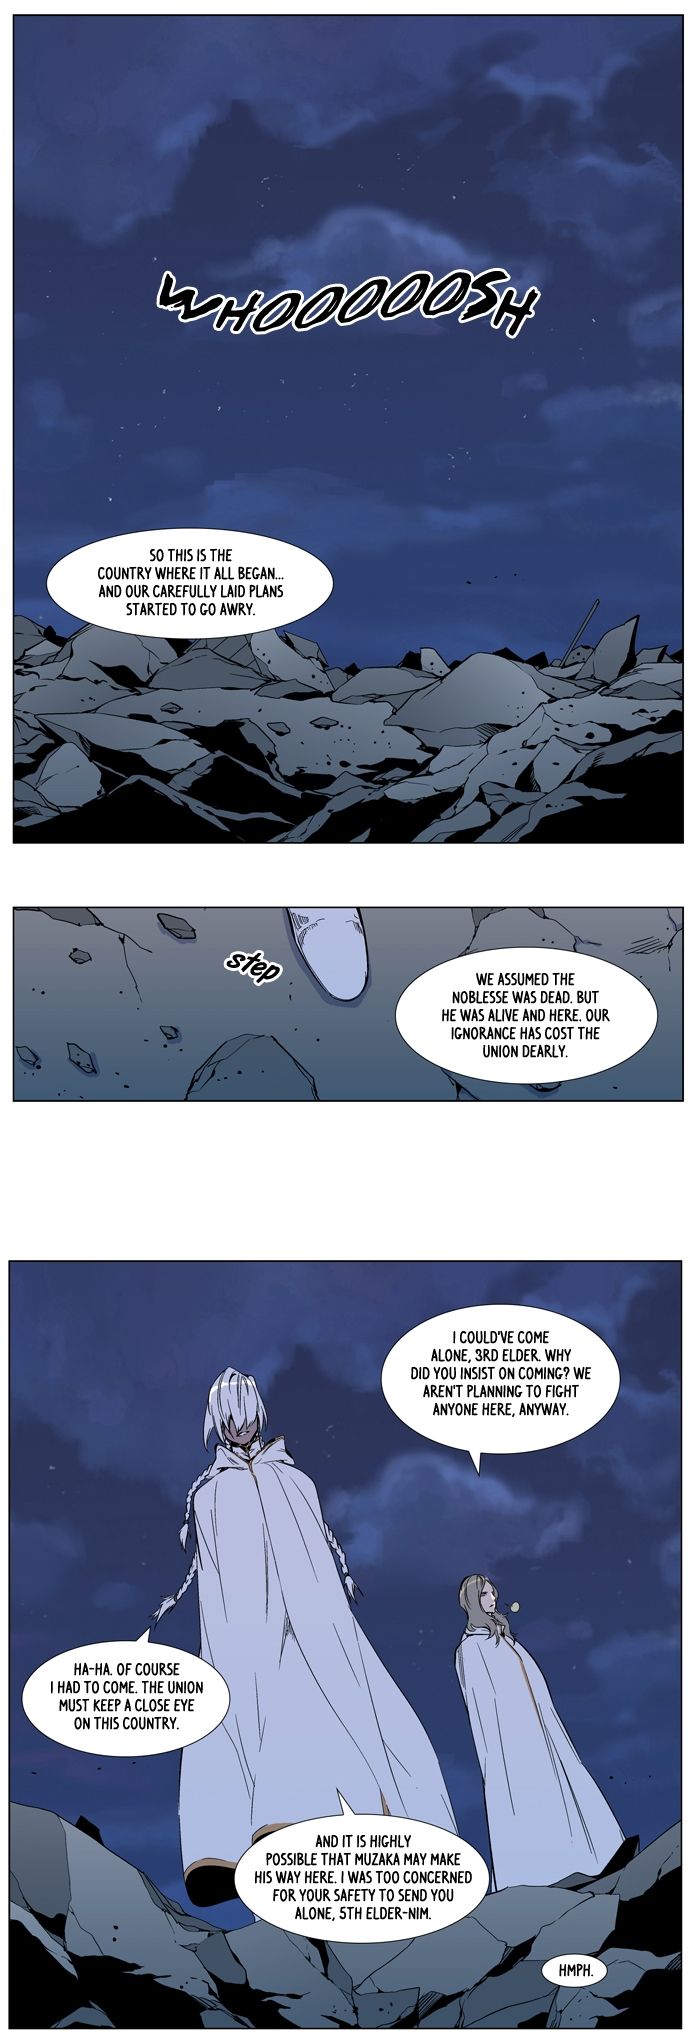 WHOOOOOOSH
SO THIS IS THE
COUNTRY WHERE IT ALL BEGAN...
AND OUR CAREFULLY LAID PLANS
STARTED TO GO AWRY.
step
WE ASSUMED THE
NOBLESSE WAS DEAD. BUT
HE WAS ALIVE AND HERE. OUR
IGNORANCE HAS COST THE
UNION DEARLY.
I COULD'VE COME
ALONE, 3RD ELDER. WHY
DID YOU INSIST ON COMING? WE
AREN'T PLANNING TO FIGHT
ANYONE HERE, ANYWAY.
HA-HA. OF COURSE
I HAD TO COME. THE UNION
MUST KEEP A CLOSE EYE
ON THIS COUNTRY.
AND IT IS HIGHLY
POSSIBLE THAT MUZAKA MAY MAKE
HIS WAY HERE. I WAS TOO CONCERNED
FOR YOUR SAFETY TO SEND YOU
ALONE, 5TH ELDER-NIM.
HMPH.